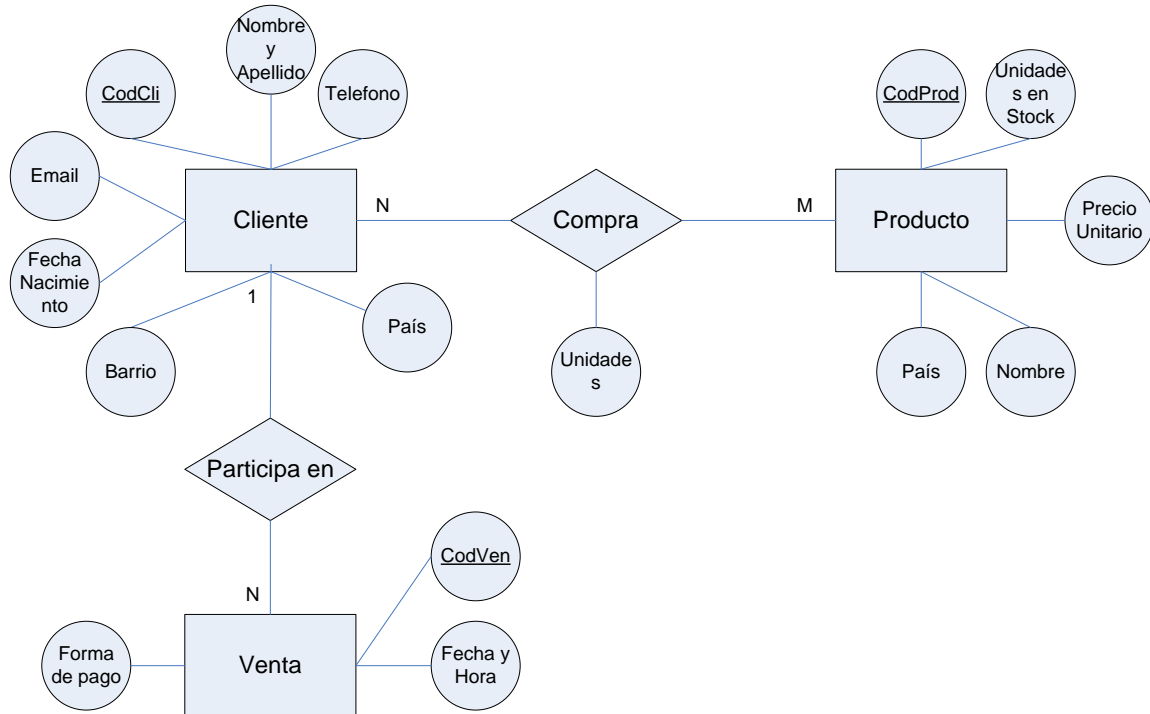 Nombre
y
Apellido
CodCli
Telefono
CodProd
Unidade
s en
Stock
Email
Cliente
N
Compra
M
Producto
Precio
Unitario
Fecha
Nacimie
nto
1
País
Barrio
Unidade
s
País
Nombre
Participa en
CodVen
N
Forma
de pago
Venta
Fecha y
Hora